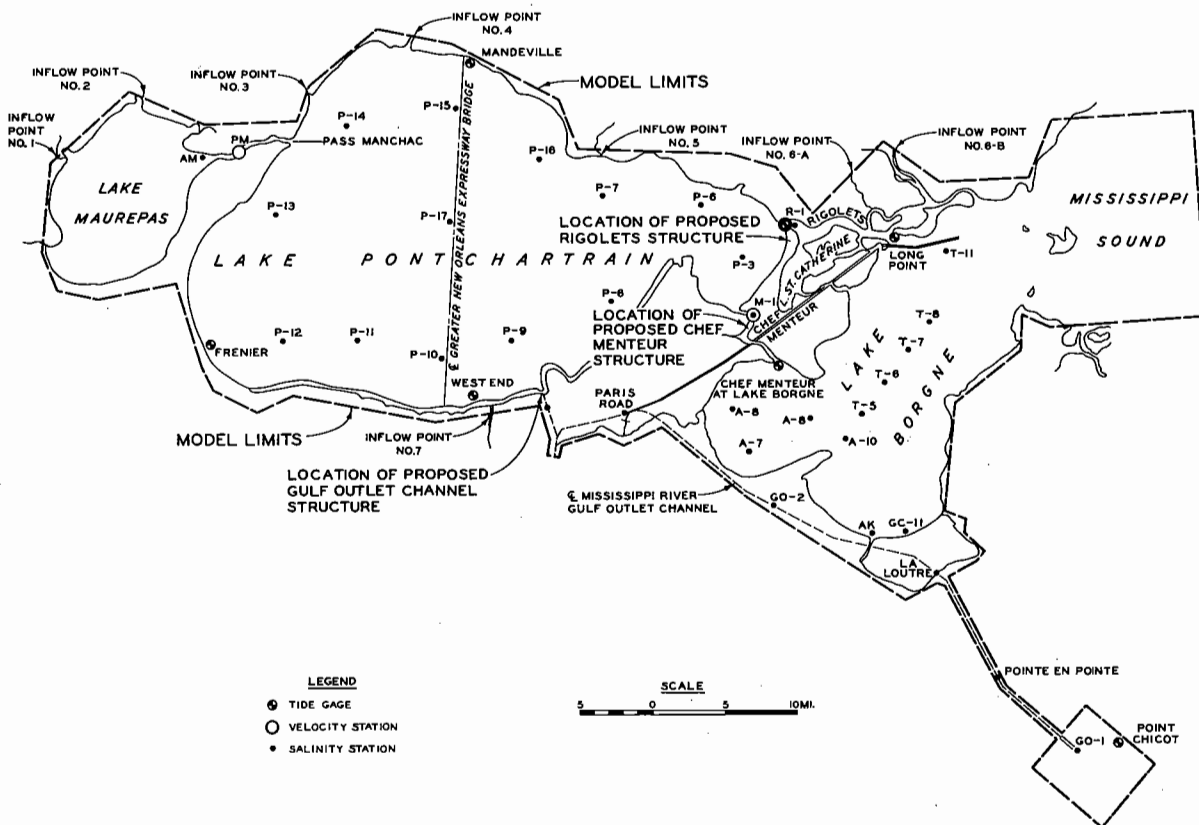 INFLOW POINT
NO.4
MANDEVILLE
INFLOW POINT
NO.3
INFLOW POINT
NO.2
MODEL LIMITS
INFLOW
POINT
NO.1
P-15
P-14
PM
PASS MANCHAC
AM
INFLOW POINT
NO.5
INFLOW POINT
NO.6-A
INFLOW POINT
NO.6-B
P-16
LAKE
MAUREPAS
P-7
P-6
MISSISSIPPI
SOUND
P-13
P-17
R-1
RIGOLETS
LOCATION OF PROPOSED
RIGOLETS STRUCTURE
LAKE PONTCHARTRAIN
P-3
L. ST. CATHERINE
LONG
POINT
T-11
℄ GREATER NEW ORLEANS EXPRESSWAY BRIDGE
P-8
M-1
CHEF
MENTEUR
LOCATION OF
PROPOSED CHEF
MENTEUR
STRUCTURE
T-8
P-12
P-11
P-9
T-7
FRENIER
P-10
LAKE
BORGNE
T-6
WEST END
PARIS
ROAD
CHEF MENTEUR
AT LAKE BORGNE
A-6
A-8
T-5
A-10
A-7
MODEL LIMITS
INFLOW POINT
NO.7
LOCATION OF PROPOSED
GULF OUTLET CHANNEL
STRUCTURE
℄ MISSISSIPPI RIVER
GULF OUTLET CHANNEL
GO-2
AK
GC-11
LA
LOUTRE
POINTE EN POINTE
LEGEND
TIDE GAGE
VELOCITY STATION
SALINITY STATION
SCALE
5 0 5 10MI.
GO-1
POINT
CHICOT